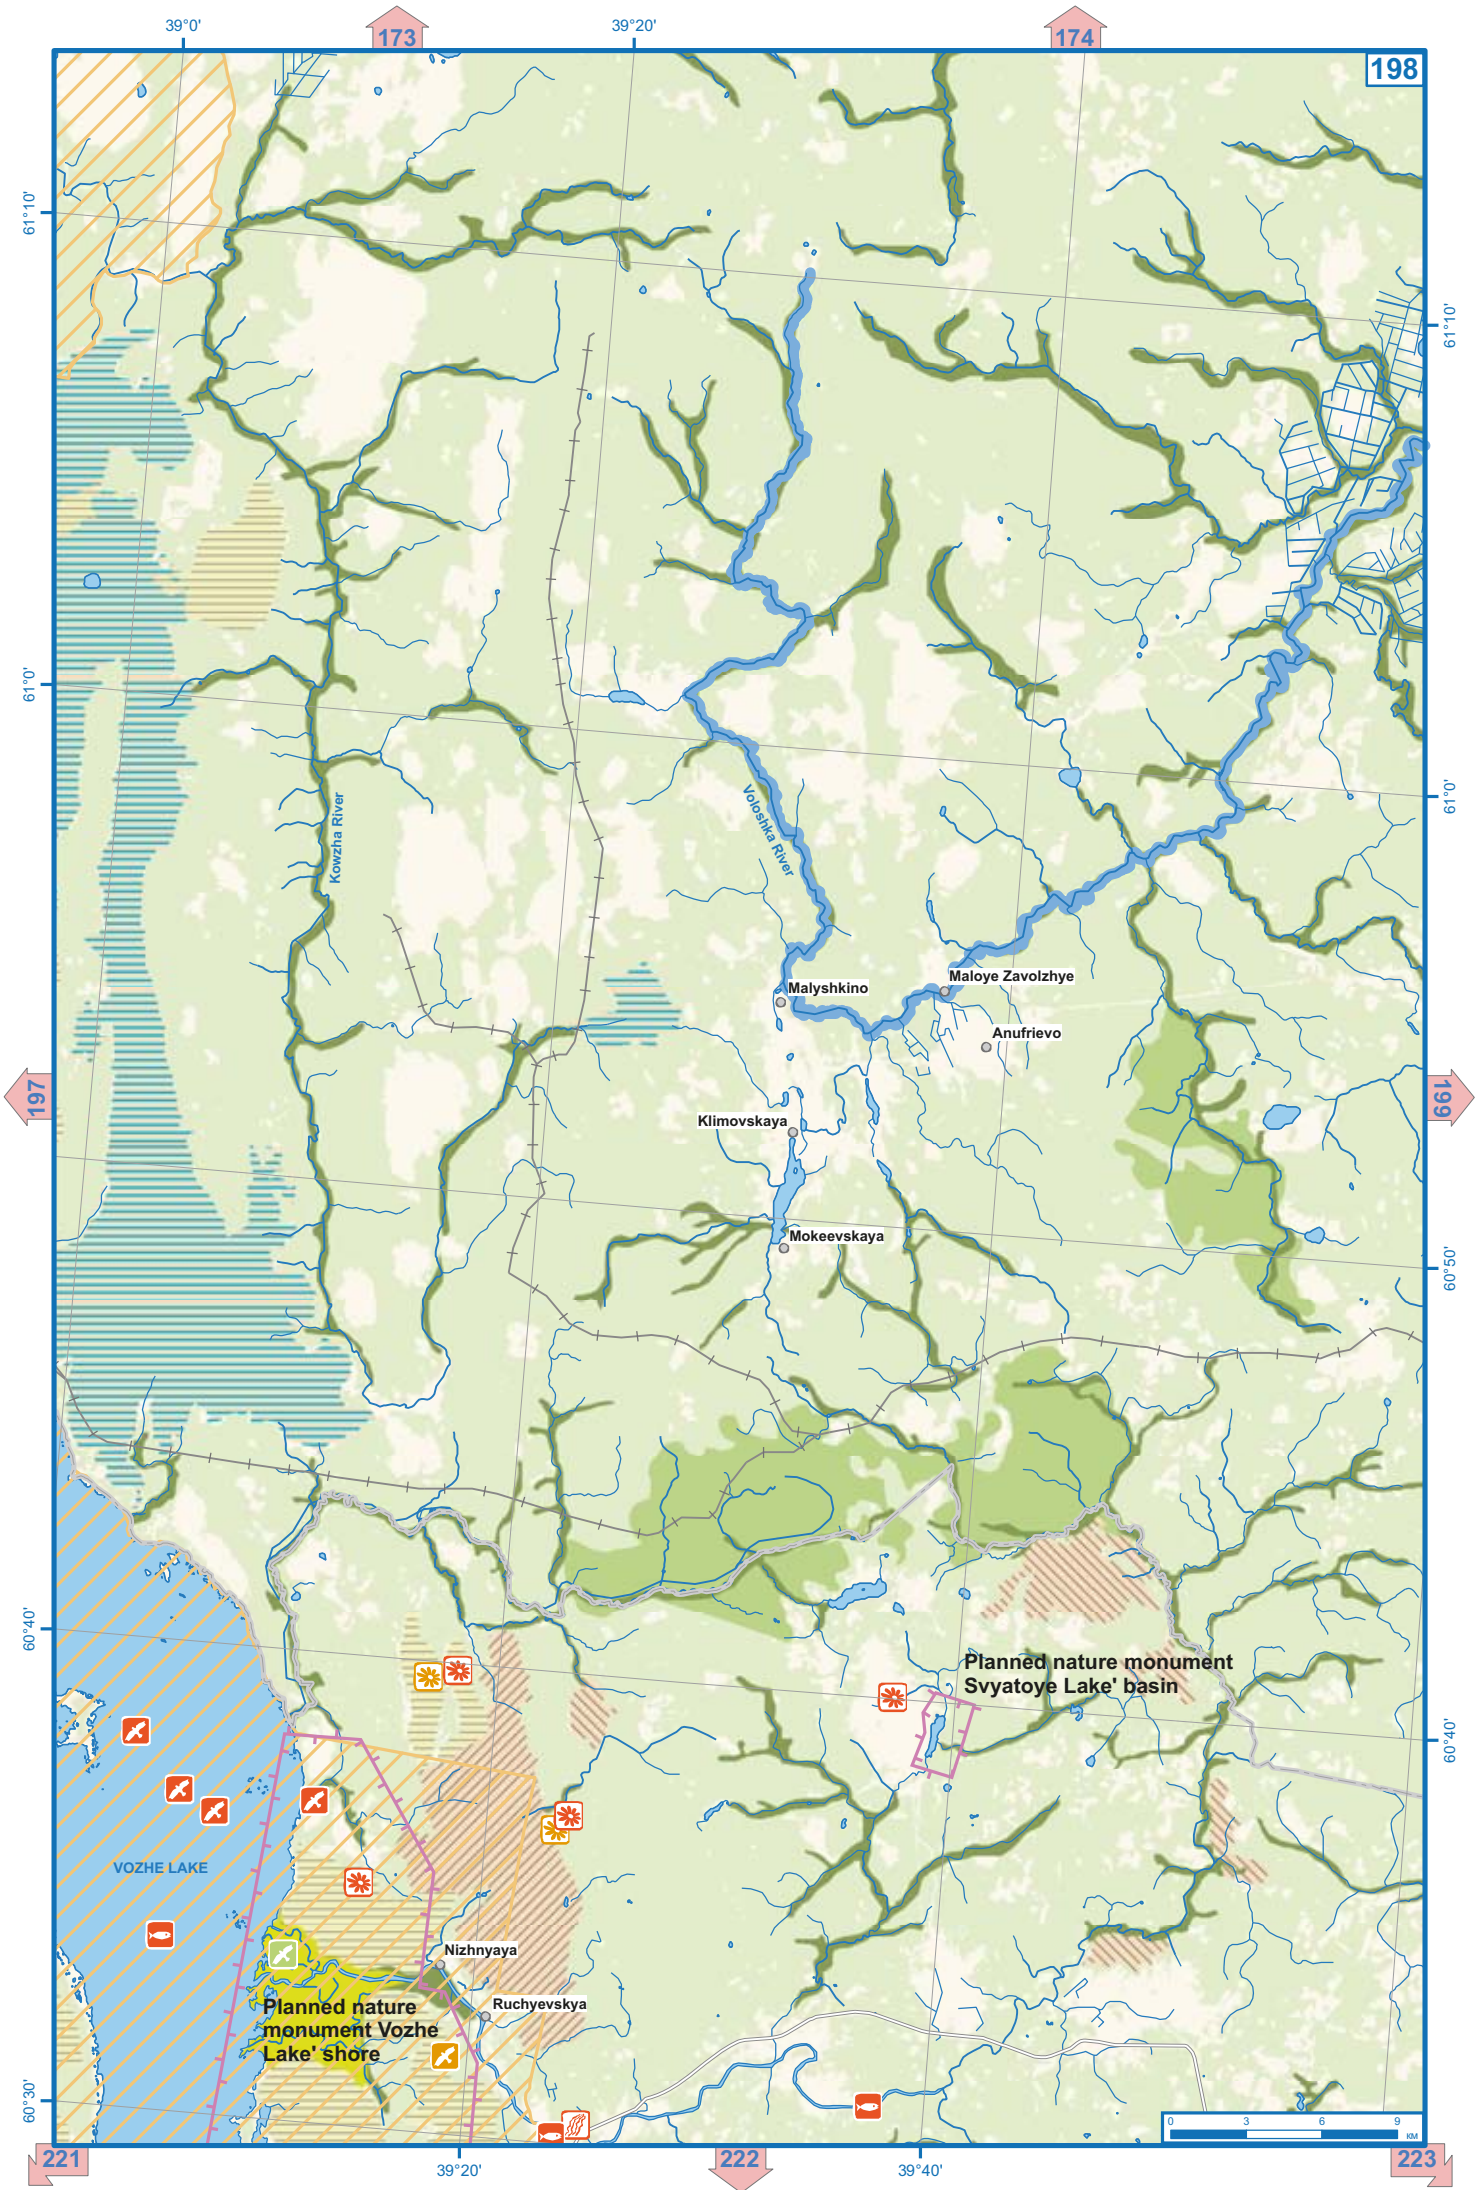 39°0'
39°20'
173
174
198
61°10'
61°10'
61°0'
61°0'
Kowzha River
Voloshka River
Malyshkino
Maloye Zavolzhye
Anufrievo
197
199
Klimovskaya
Mokeevskaya
60°50'
60°40'
60°40'
Planned nature monument
Svyatoye Lake' basin
VOZHE LAKE
Nizhnyaya
Ruchyevskya
Planned nature
monument Vozhe
Lake' shore
60°30'
0 3 6 9
км
221
222
223
39°20'
39°40'